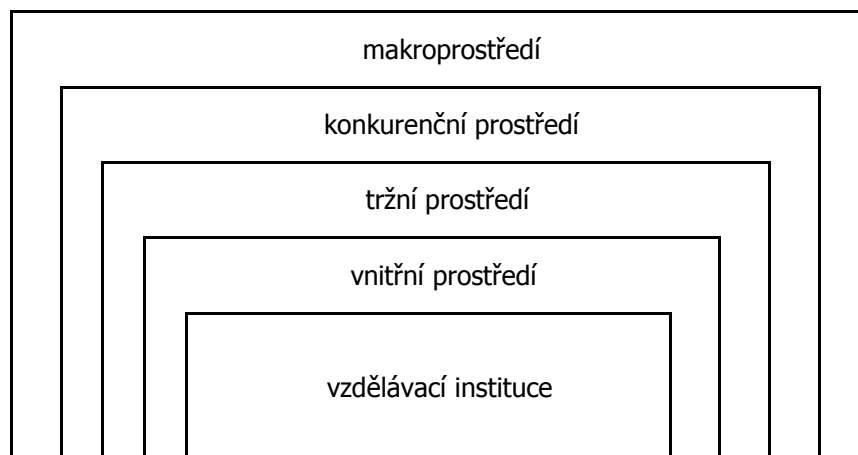 makroprostředí
konkurenční prostředí
tržní prostředí
vnitřní prostředí
vzdělávací instituce